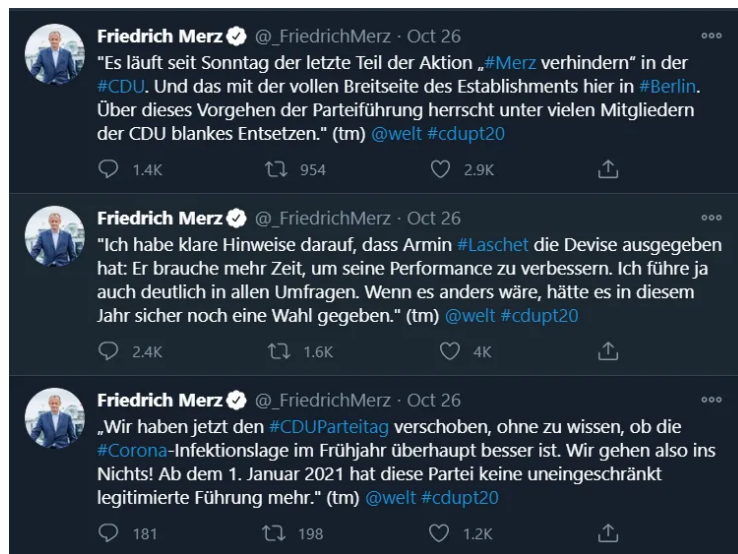 Friedrich Merz @_FriedrichMerz · Oct 26
"Es läuft seit Sonntag der letzte Teil der Aktion „#Merz verhindern“ in der
#CDU. Und das mit der vollen Breitseite des Establishments hier in #Berlin.
Über dieses Vorgehen der Parteiführung herrscht unter vielen Mitgliedern
der CDU blankes Entsetzen." (tm) @welt #cdupt20
1.4K 954 2.9K
Friedrich Merz @_FriedrichMerz · Oct 26
"Ich habe klare Hinweise darauf, dass Armin #Laschet die Devise ausgegeben
hat: Er brauche mehr Zeit, um seine Performance zu verbessern. Ich führe ja
auch deutlich in allen Umfragen. Wenn es anders wäre, hätte es in diesem
Jahr sicher noch eine Wahl gegeben." (tm) @welt #cdupt20
2.4K 1.6K 4K
Friedrich Merz @_FriedrichMerz · Oct 26
„Wir haben jetzt den #CDUParteitag verschoben, ohne zu wissen, ob die
#Corona-Infektionslage im Frühjahr überhaupt besser ist. Wir gehen also ins
Nichts! Ab dem 1. Januar 2021 hat diese Partei keine uneingeschränkt
legitimierte Führung mehr." (tm) @welt #cdupt20
181 198 1.2K